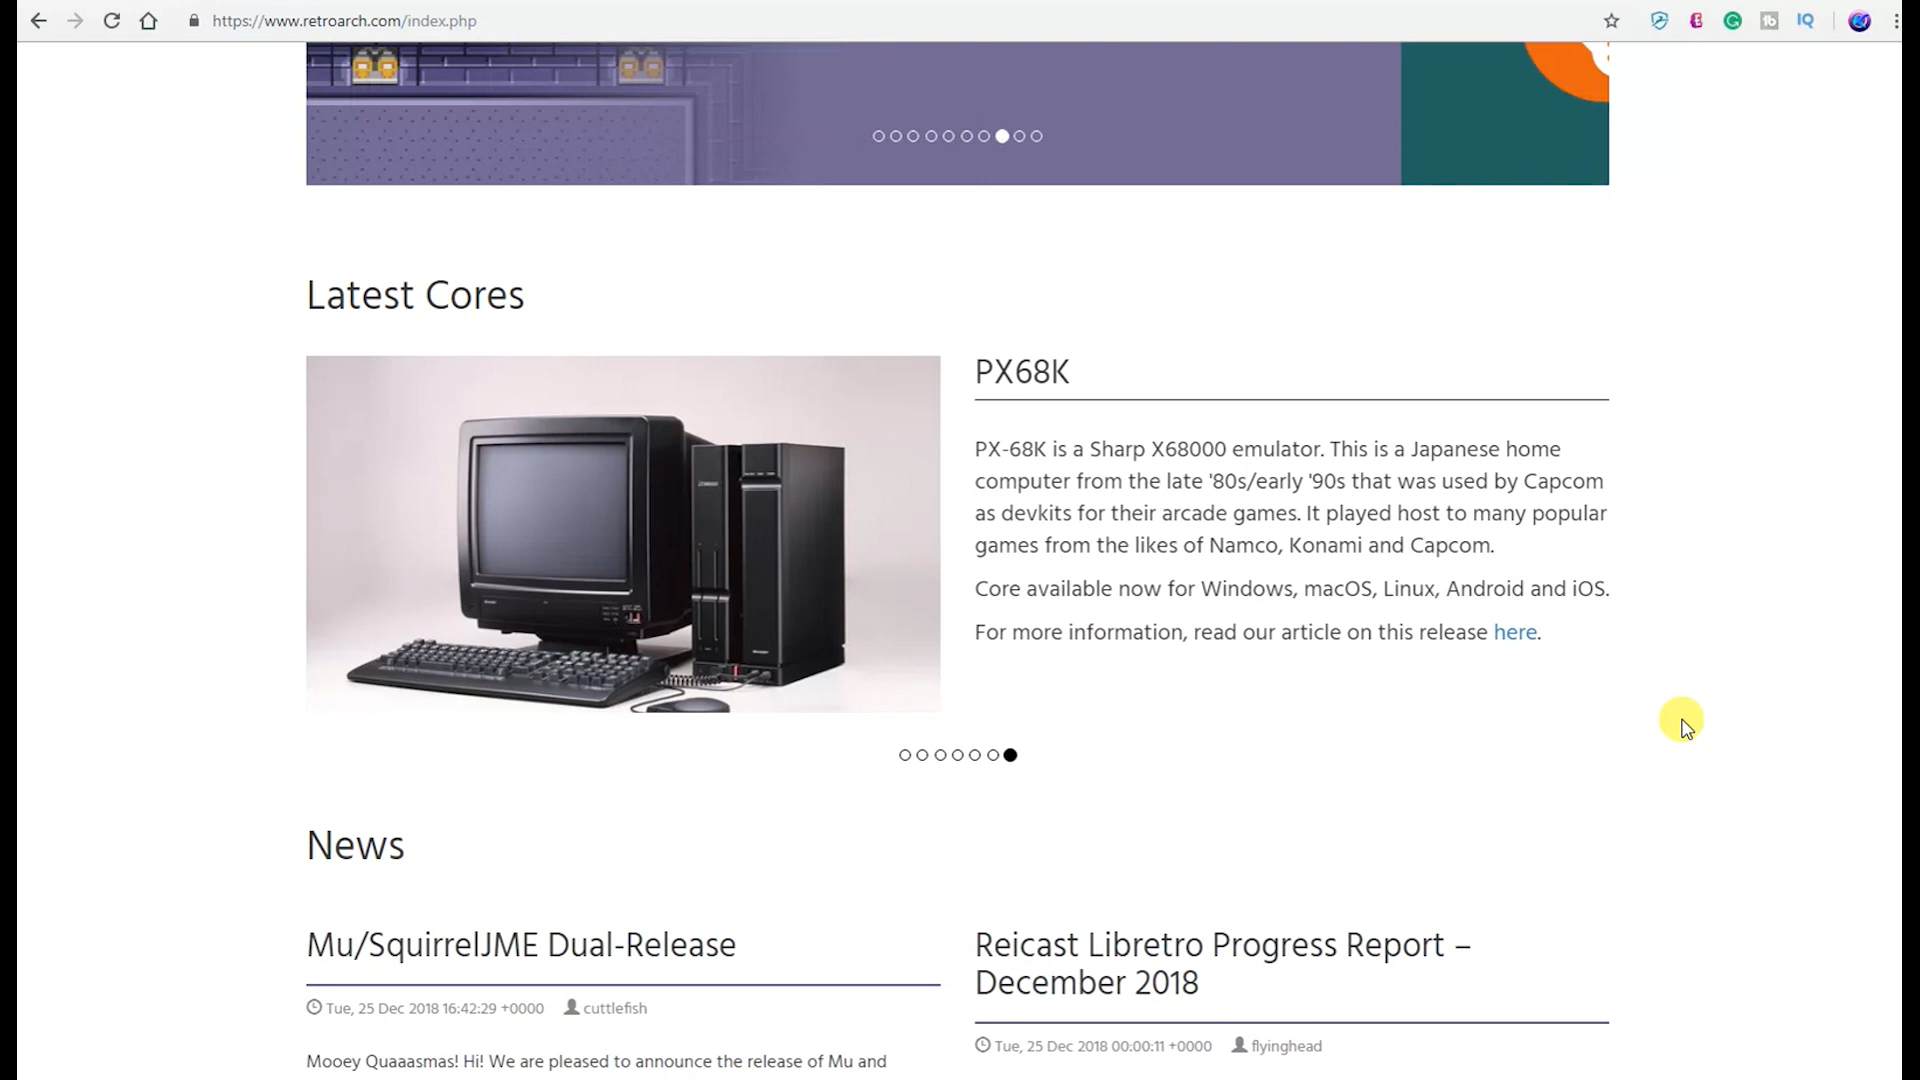 https://www.retroarch.com/index.php
IQ
Latest Cores
PX68K
PX-68K is a Sharp X68000 emulator. This is a Japanese home
computer from the late '80s/early '90s that was used by Capcom
as devkits for their arcade games. It played host to many popular
games from the likes of Namco, Konami and Capcom.
Core available now for Windows, macOS, Linux, Android and iOS.
For more information, read our article on this release here.
News
Mu/SquirrelJME Dual-Release
Tue, 25 Dec 2018 16:42:29 +0000 cuttlefish
Mooey Quaaasmas! Hi! We are pleased to announce the release of Mu and
Reicast Libretro Progress Report –
December 2018
Tue, 25 Dec 2018 00:00:11 +0000 flyinghead